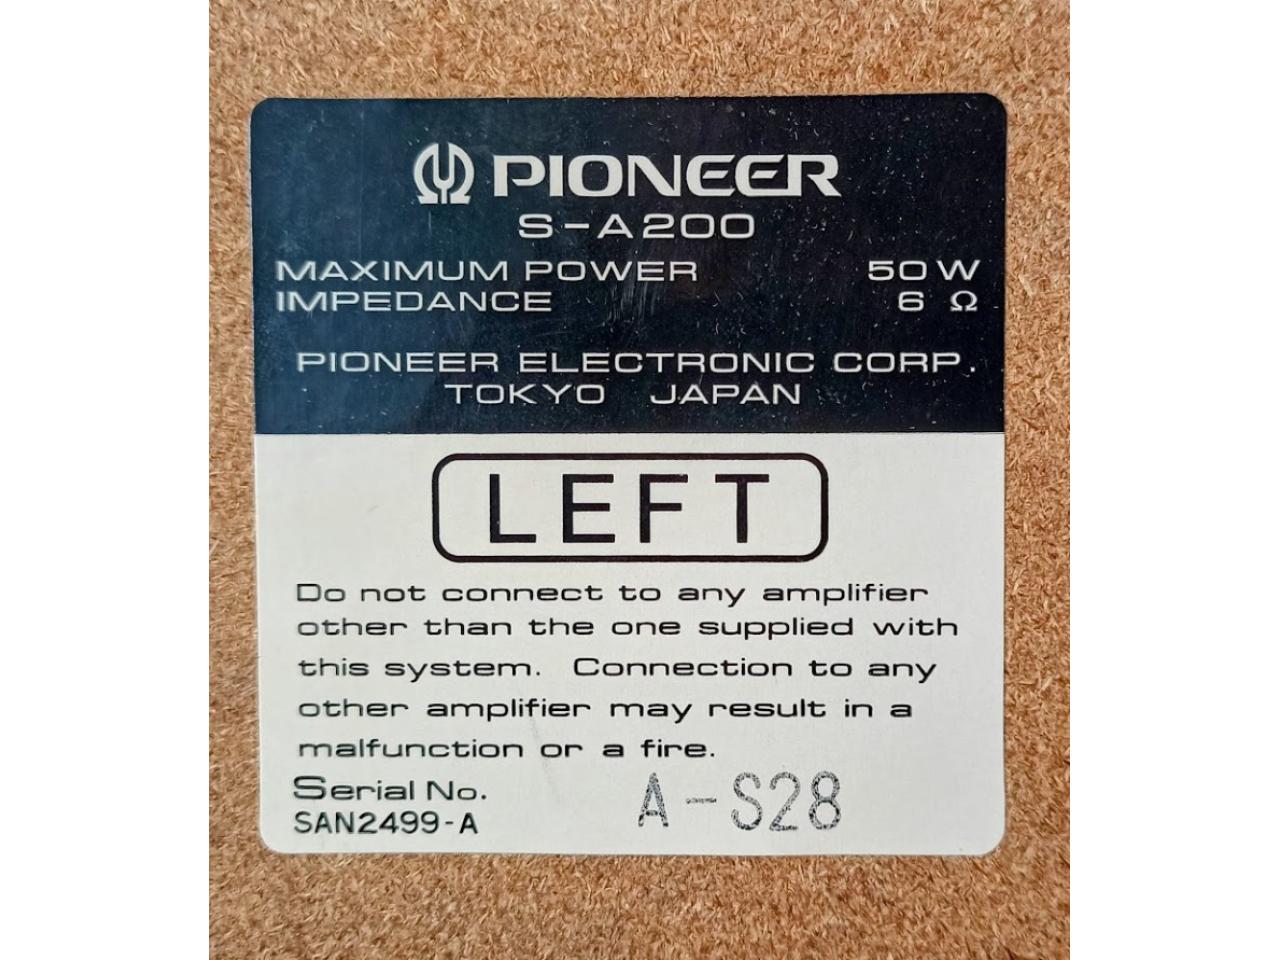 PIONEER
S-A200
MAXIMUM POWER 50 W
IMPEDANCE 6 Ω
PIONEER ELECTRONIC CORP.
TOKYO JAPAN
LEFT
Do not connect to any amplifier
other than the one supplied with
this system. Connection to any
other amplifier may result in a
malfunction or a fire.
Serial No.
SAN2499-A A-S28